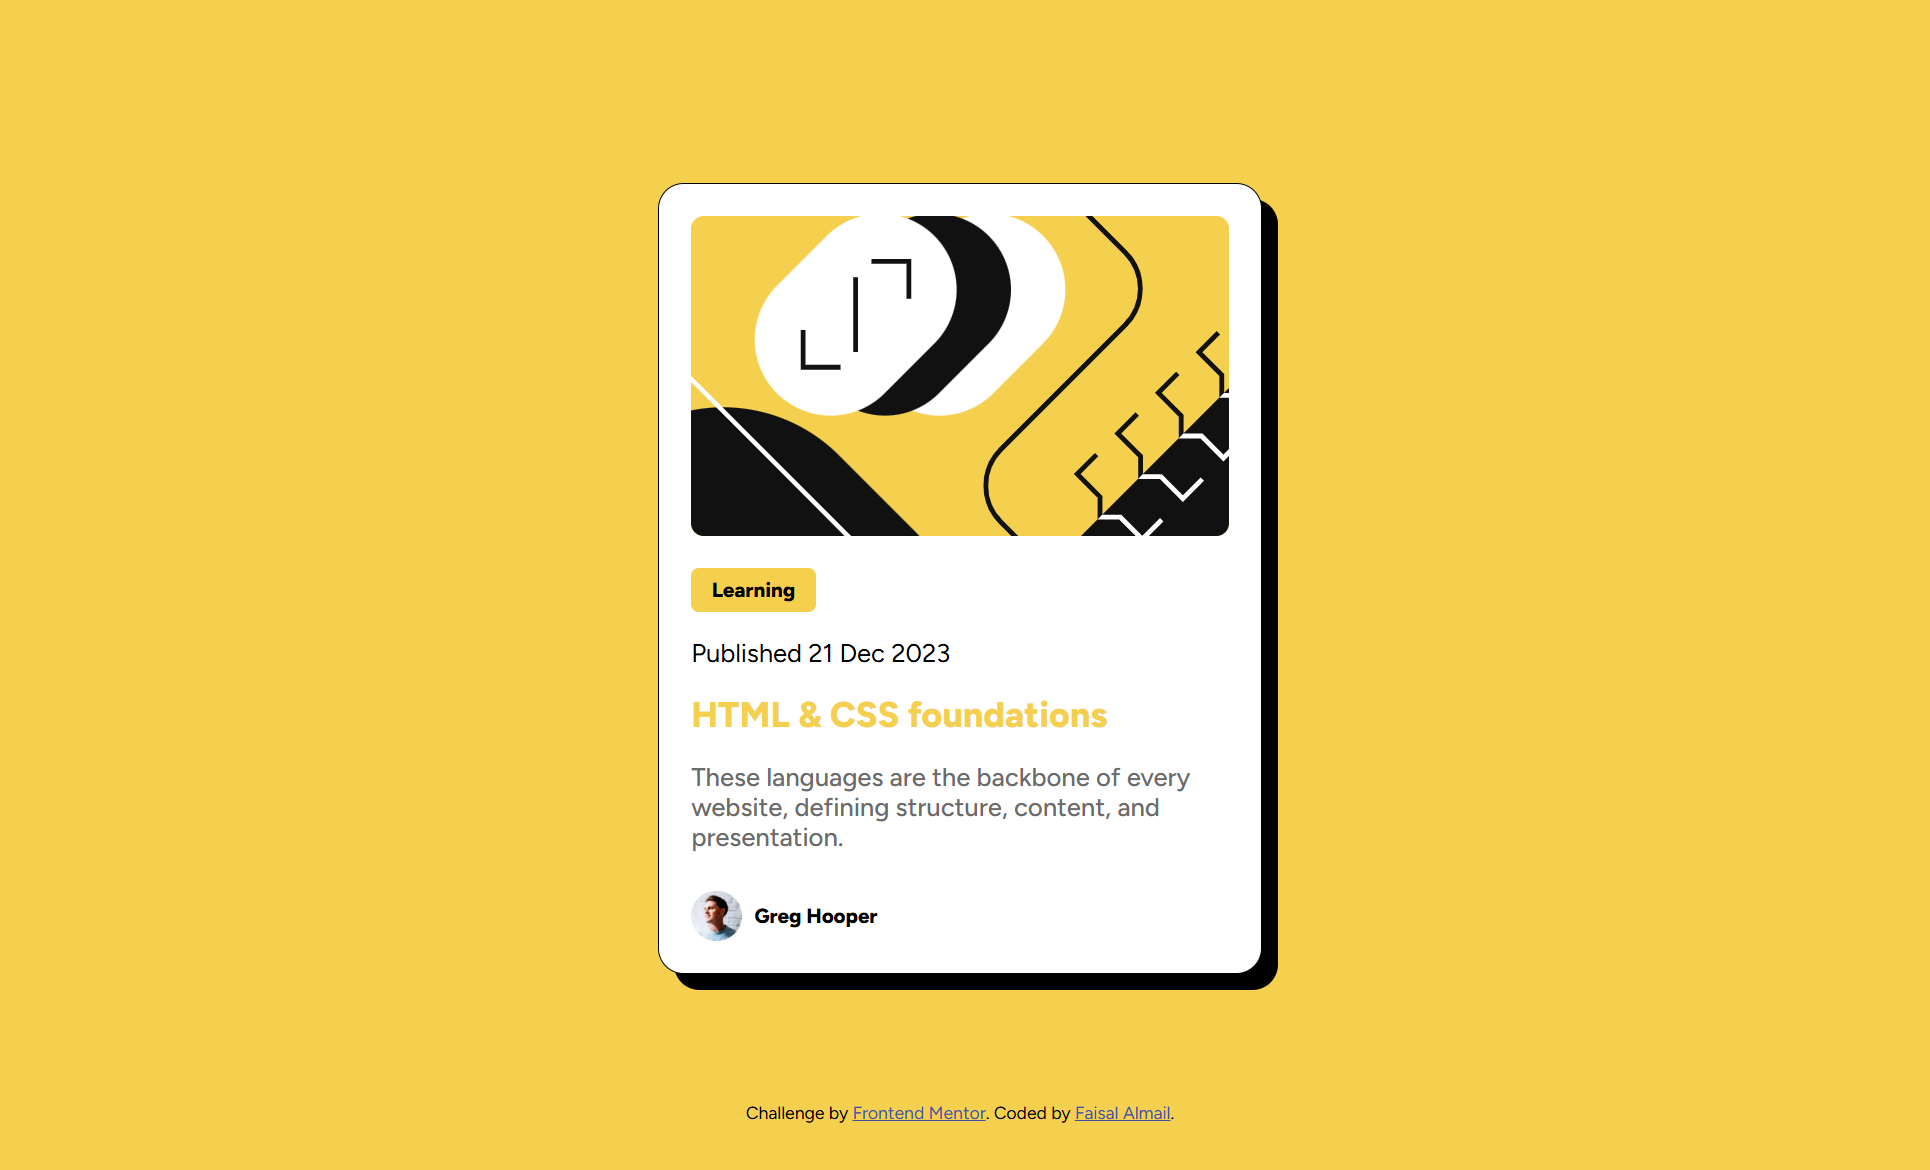 Learning
Published 21 Dec 2023
HTML & CSS foundations
These languages are the backbone of every
website, defining structure, content, and
presentation.
Greg Hooper
Challenge by Frontend Mentor. Coded by Faisal Almail.